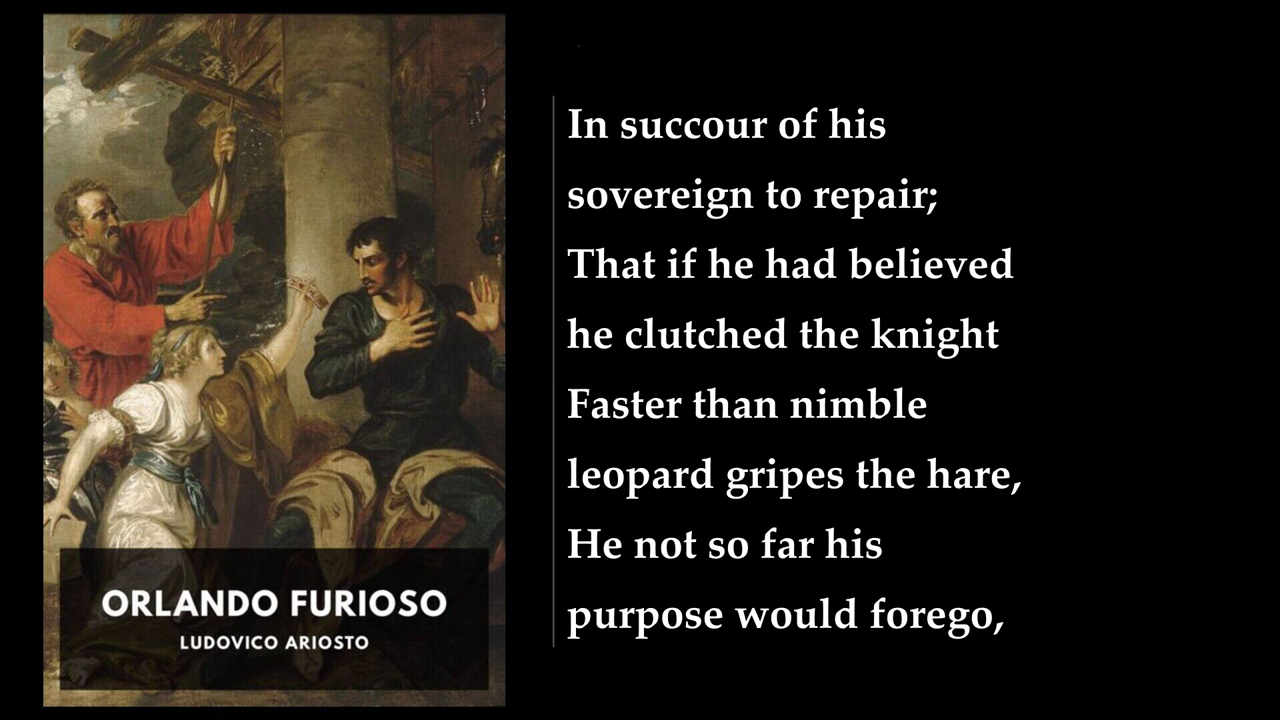 In succour of his
sovereign to repair;
That if he had believed
he clutched the knight
Faster than nimble
leopard gripes the hare,
He not so far his
purpose would forego,
ORLANDO FURIOSO
LUDOVICO ARIOSTO